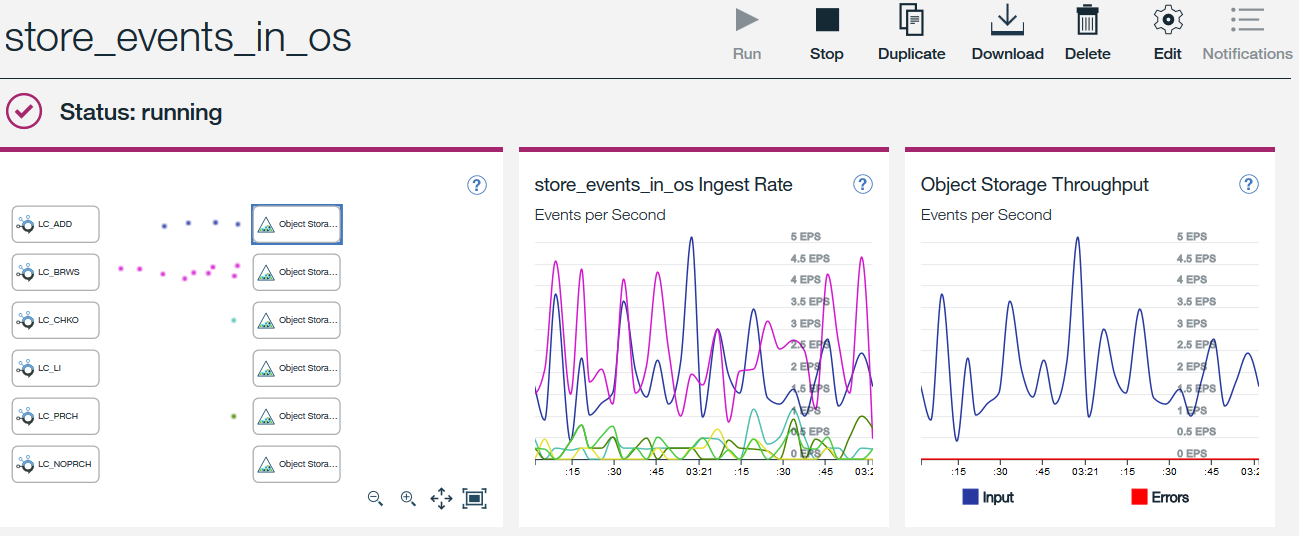 store_events_in_os
Run
Stop
Duplicate
Download
Delete
Edit
Notifications
Status: running
?
LC_ADD
Object Stora...
LC_BRWS
Object Stora...
LC_CHKO
Object Stora...
LC_LI
Object Stora...
LC_PRCH
Object Stora...
LC_NOPRCH
Object Stora...
store_events_in_os Ingest Rate
?
Events per Second
5 EPS
4.5 EPS
4 EPS
3.5 EPS
3 EPS
2.5 EPS
2 EPS
1.5 EPS
1 EPS
0.5 EPS
0 EPS
:15
:30
:45
03:21
:15
:30
:45
03:2
Object Storage Throughput
?
Events per Second
5 EPS
4.5 EPS
4 EPS
3.5 EPS
3 EPS
2.5 EPS
2 EPS
1.5 EPS
1 EPS
0.5 EPS
0 EPS
:15
:30
:45
03:21
:15
:30
:45
03:2
Input
Errors